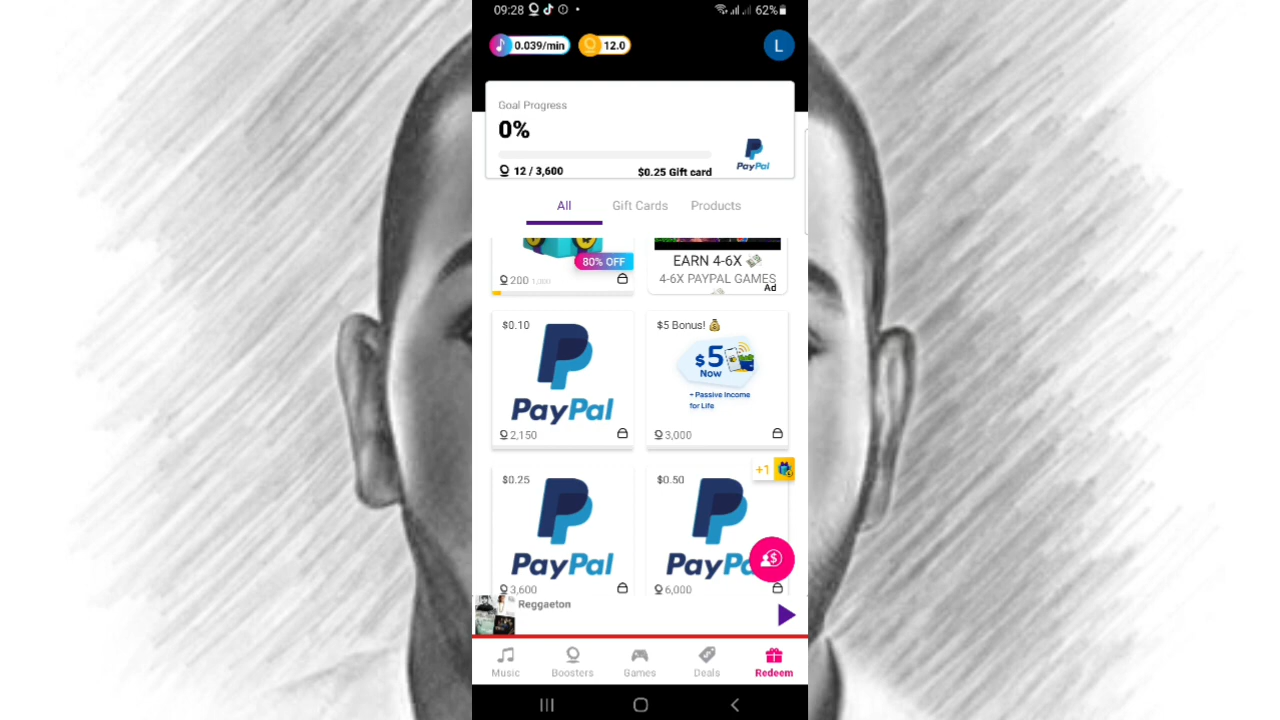 09:28 62%
0.039/min 12.0 L
Goal Progress
0%
PayPal
12 / 3,600 $0.25 Gift card
All Gift Cards Products
80% OFF
200 1,000
EARN 4-6X
4-6X PAYPAL GAMES
Ad
$0.10
PayPal
2,150
$5 Bonus!
$5
Now
- Passive Income
for Life
3,000
+1
$0.25
PayPal
3,600
$0.50
PayPa
6,000
Reggaeton
Music Boosters Games Deals Redeem